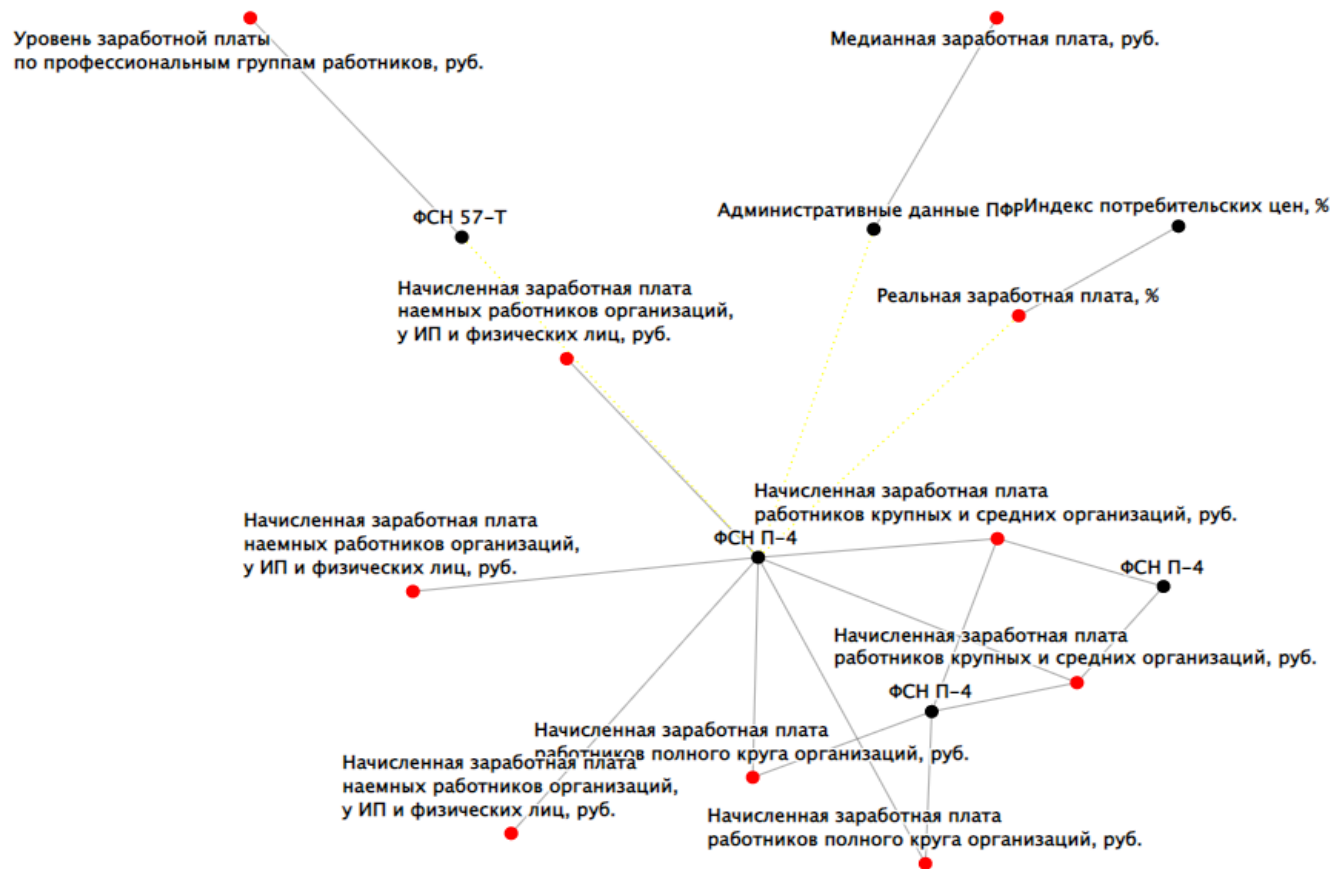 Уровень заработной платы
по профессиональным группам работников, руб.
Медианная заработная плата, руб.
ФСН 57-Т
Административные данные ПФР
Индекс потребительских цен, %
Начисленная заработная плата
наемных работников организаций,
у ИП и физических лиц, руб.
Реальная заработная плата, %
Начисленная заработная плата
работников крупных и средних организаций, руб.
Начисленная заработная плата
наемных работников организаций,
у ИП и физических лиц, руб.
ФСН П-4
ФСН П-4
Начисленная заработная плата
работников крупных и средних организаций, руб.
ФСН П-4
Начисленная заработная плата
работников полного круга организаций, руб.
Начисленная заработная плата
наемных работников организаций,
у ИП и физических лиц, руб.
Начисленная заработная плата
работников полного круга организаций, руб.